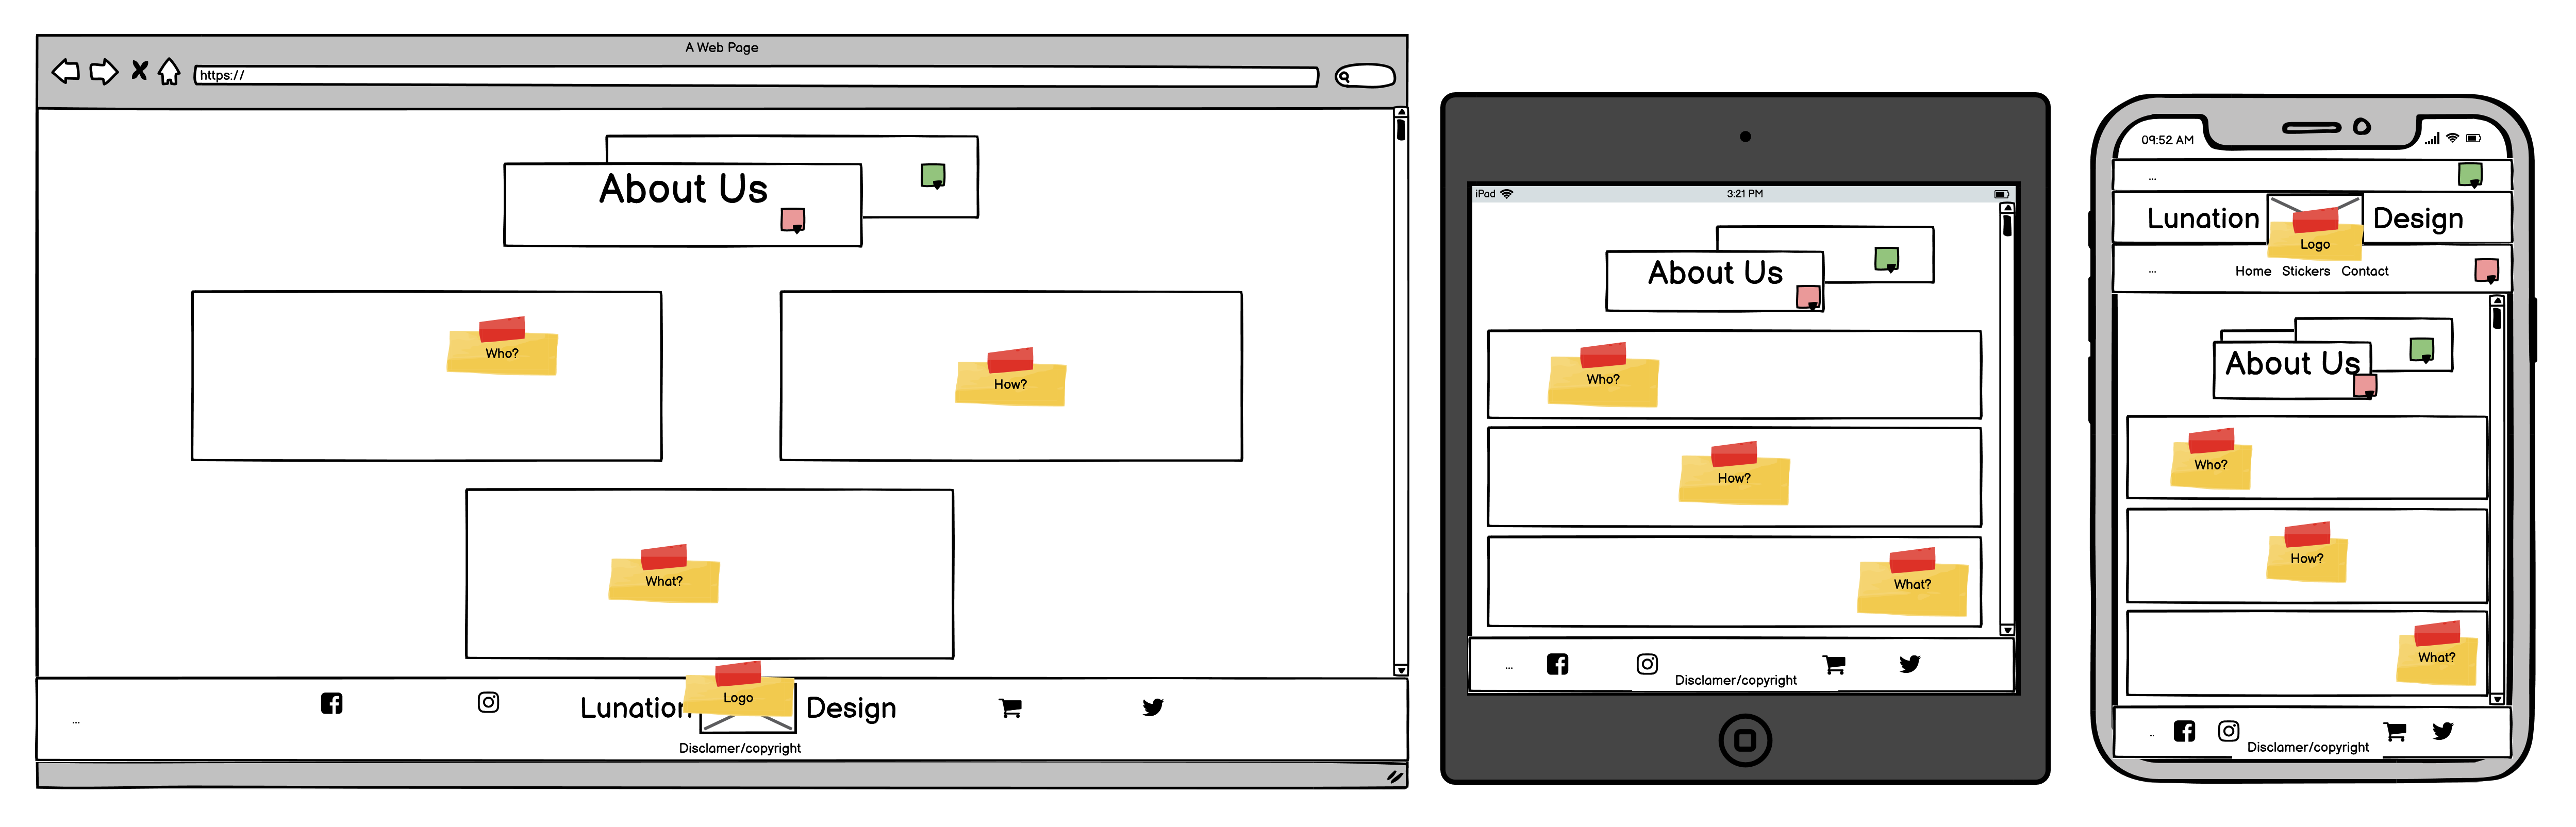 A Web Page
https://
About Us
Who?
How?
What?
...
Lunation
Logo
Design
Disclamer/copyright
iPad
3:21 PM
About Us
Who?
How?
What?
...
Disclamer/copyright
09:52 AM
...
Lunation
Logo
Design
...
Home Stickers Contact
About Us
Who?
How?
What?
..
Disclamer/copyright